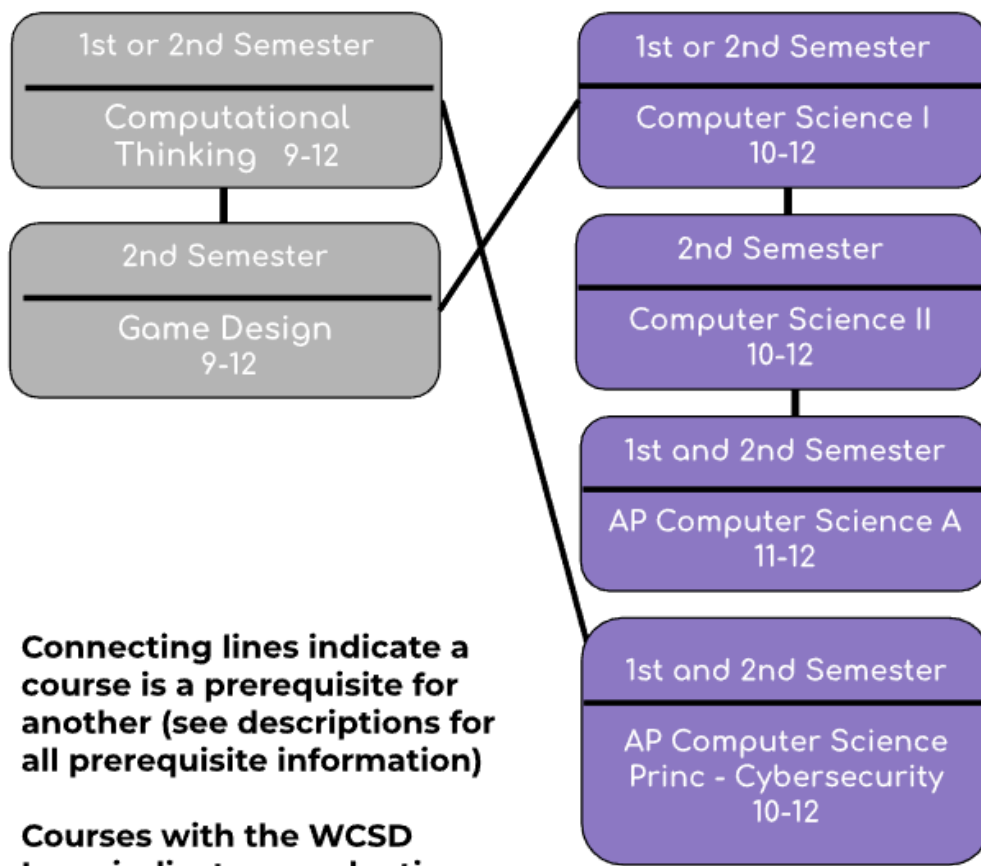 1st or 2nd Semester
Computational
Thinking 9-12
2nd Semester
Game Design
9-12
1st or 2nd Semester
Computer Science I
10-12
2nd Semester
Computer Science II
10-12
1st and 2nd Semester
AP Computer Science A
11-12
1st and 2nd Semester
AP Computer Science
Princ - Cybersecurity
10-12
Connecting lines indicate a
course is a prerequisite for
another (see descriptions for
all prerequisite information)
Courses with the WCSD